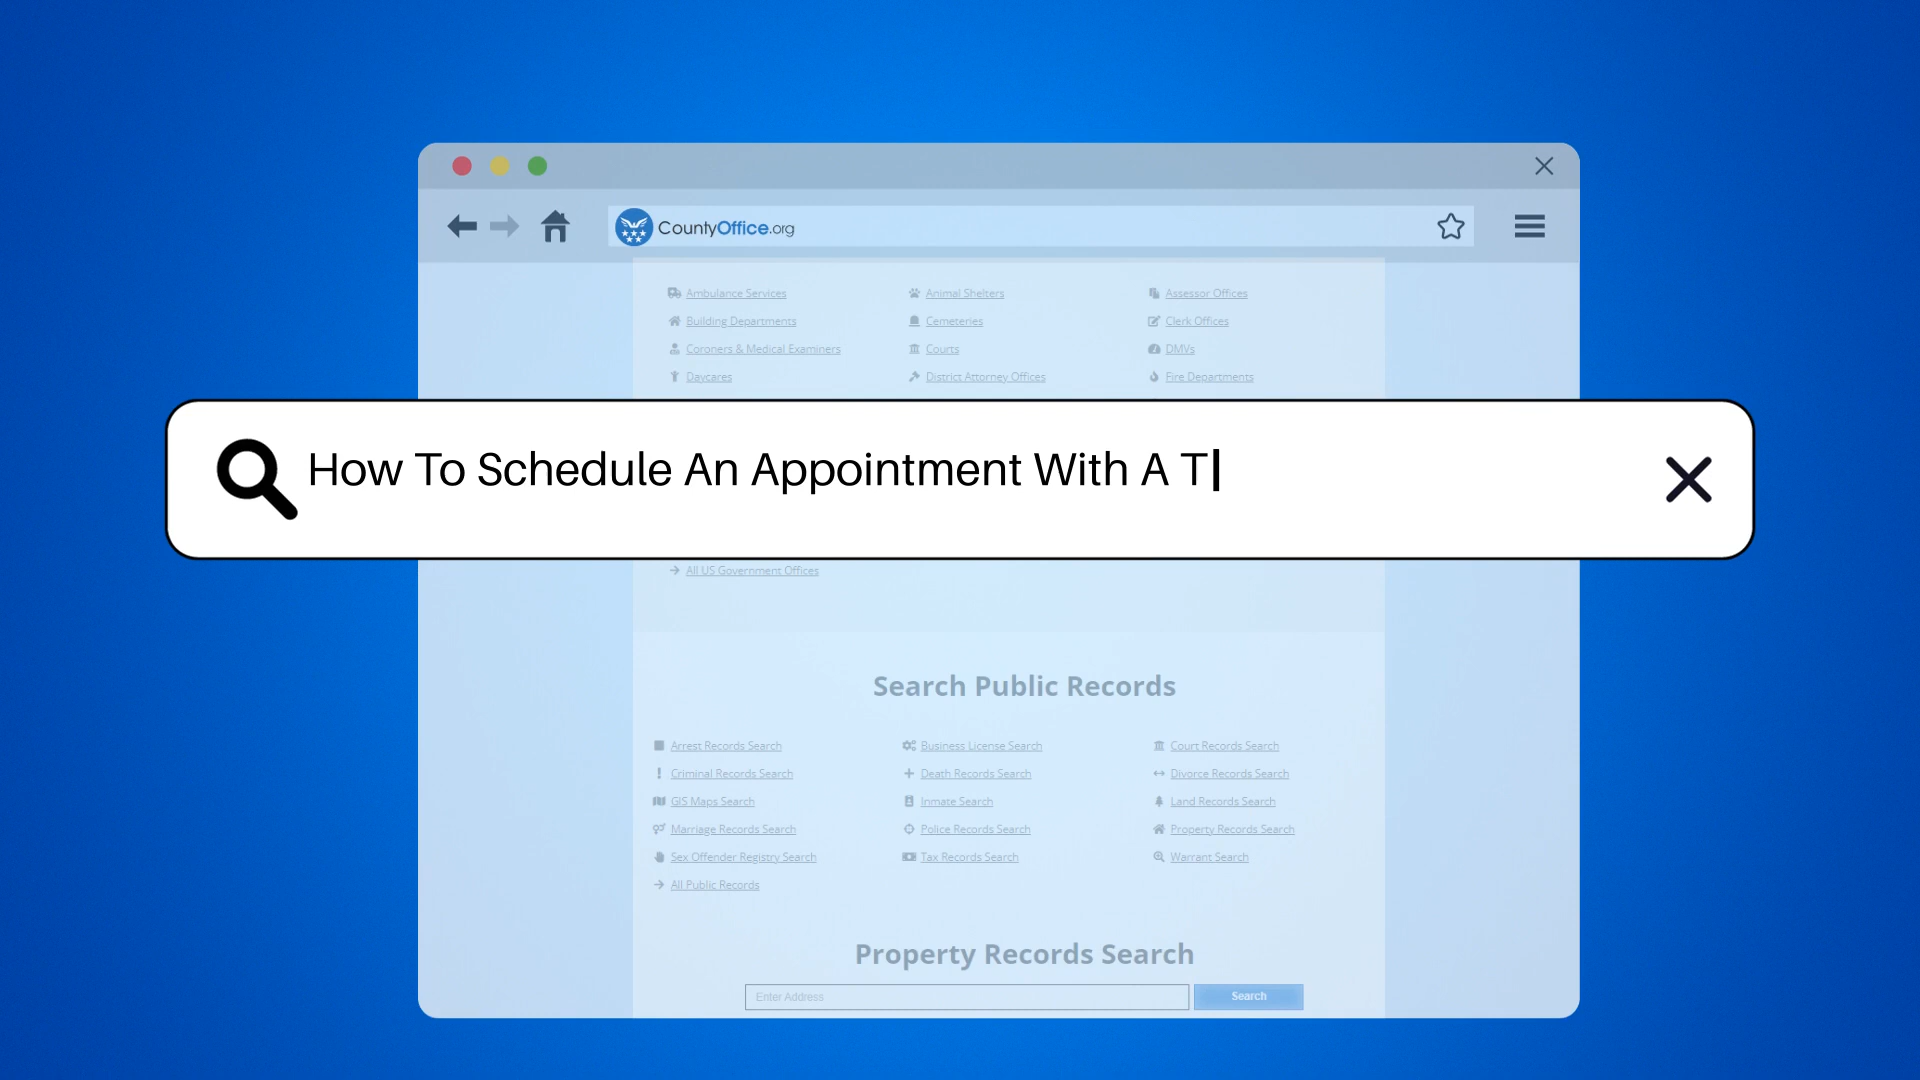 CountyOffice.org
Ambulance Services Animal Shelters Assessor Offices
Building Departments Cemeteries Clerk Offices
Coroners & Medical Examiners Courts DMVs
Daycares District Attorney Offices Fire Departments
How To Schedule An Appointment With A T
All US Government Offices
Search Public Records
Arrest Records Search Business License Search Court Records Search
Criminal Records Search Death Records Search Divorce Records Search
GIS Maps Search Inmate Search Land Records Search
Marriage Records Search Police Records Search Property Records Search
Sex Offender Registry Search Tax Records Search Warrant Search
All Public Records
Property Records Search
Enter Address Search